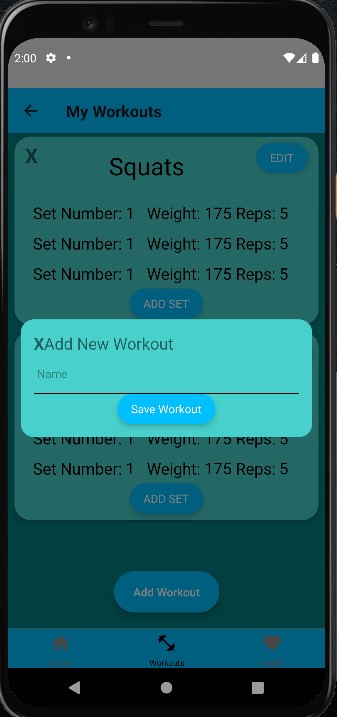 2:00
My Workouts
X
Squats
EDIT
Set Number: 1 Weight: 175 Reps: 5
Set Number: 1 Weight: 175 Reps: 5
Set Number: 1 Weight: 175 Reps: 5
ADD SET
XAdd New Workout
Name
Save Workout
Set Number: 1 Weight: 175 Reps: 5
Set Number: 1 Weight: 175 Reps: 5
ADD SET
Add Workout
Workouts